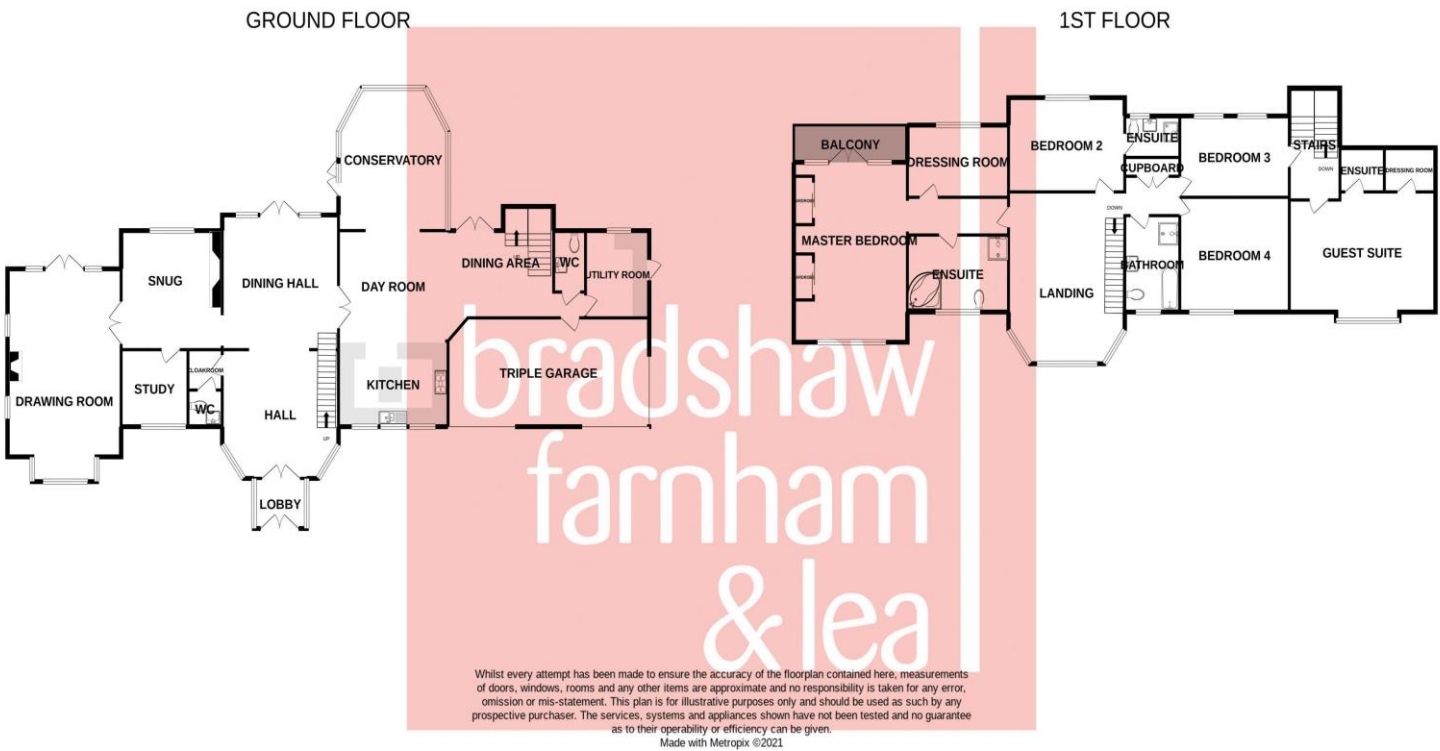 GROUND FLOOR
1ST FLOOR
CONSERVATORY
SNUG
DINING HALL
DAY ROOM
DINING AREA
UP
WC
UTILITY ROOM
DRAWING ROOM
STUDY
CLOAKROOM
WC
HALL
UP
KITCHEN
TRIPLE GARAGE
LOBBY
BALCONY
DRESSING ROOM
BEDROOM 2
ENSUITE
CUPBOARD
BEDROOM 3
STAIRS
DOWN
ENSUITE
DRESSING ROOM
WARDROBE
MASTER BEDROOM
WARDROBE
ENSUITE
DOWN
LANDING
BATHROOM
BEDROOM 4
GUEST SUITE
bradshaw
farnham
& lea
Whilst every attempt has been made to ensure the accuracy of the floorplan contained here, measurements
of doors, windows, rooms and any other items are approximate and no responsibility is taken for any error,
omission or mis-statement. This plan is for illustrative purposes only and should be used as such by any
prospective purchaser. The services, systems and appliances shown have not been tested and no guarantee
as to their operability or efficiency can be given.
Made with Metropix ©2021